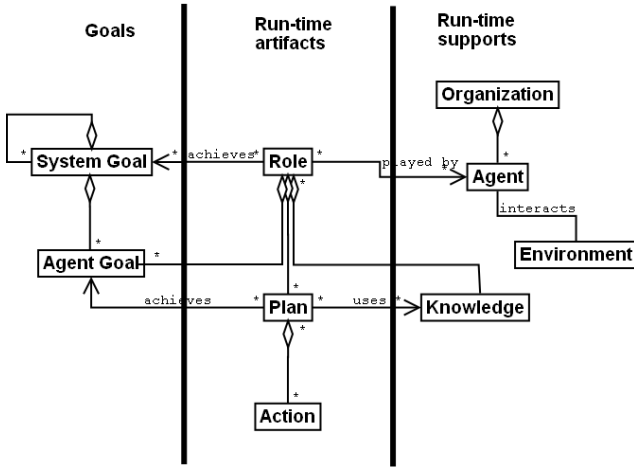 Goals
Run-time
artifacts
Run-time
supports
Organization
*
System Goal
*
* achieves *
Role
*
*
played by
*
Agent
*
interacts
Agent Goal
*
*
Environment
achieves
*
*
Plan
*
*
uses *
Knowledge
*
Action